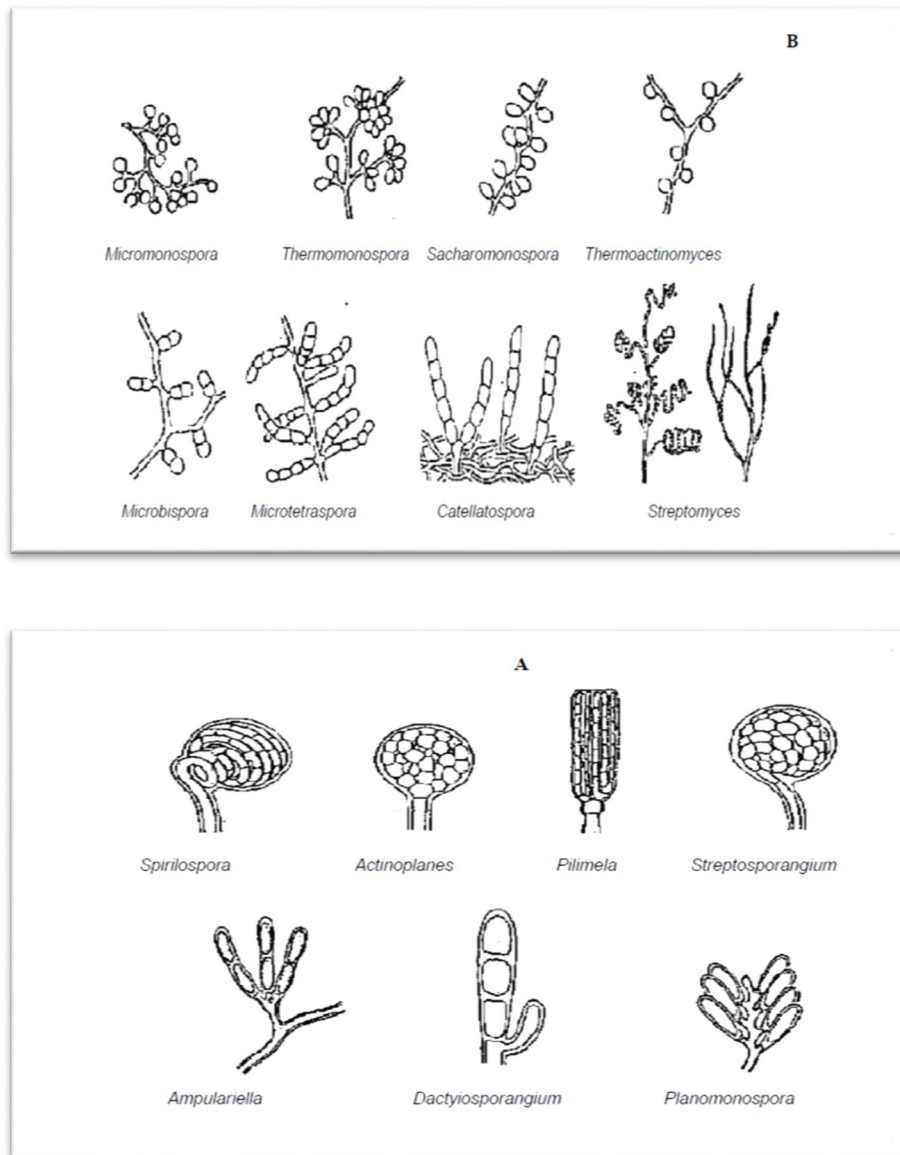 B
Micromonospora Thermomonospora Sacharomonospora Thermoactinomyces
Microbispora Microtetraspora Catellatospora Streptomyces
A
Spirilospora Actinoplanes Pilimela Streptosporangium
Ampulariella Dactyiosporangium Planomonospora